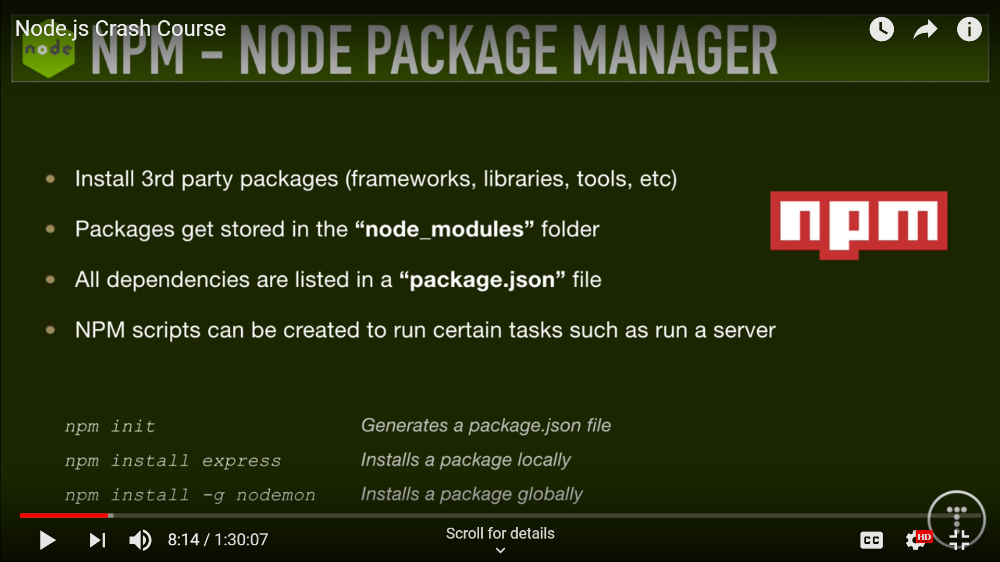 Node.js Crash Course
node NPM – NODE PACKAGE MANAGER
• Install 3rd party packages (frameworks, libraries, tools, etc)
• Packages get stored in the “node_modules” folder
• All dependencies are listed in a “package.json” file
• NPM scripts can be created to run certain tasks such as run a server
npm
npm init Generates a package.json file
npm install express Installs a package locally
npm install -g nodemon Installs a package globally
8:14 / 1:30:07
Scroll for details
CC
HD